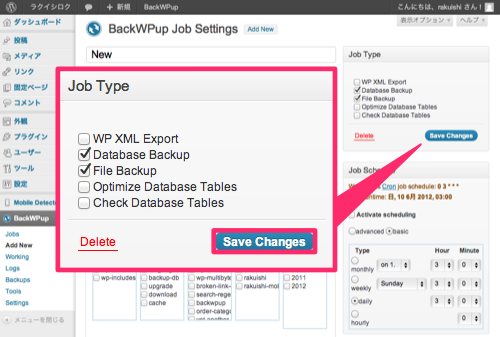 ラクイシロク
新規
BackWPup
こんにちは、rakuishi さん！
ダッシュボード
投稿
メディア
リンク
固定ページ
コメント
外観
プラグイン
ユーザー
ツール
設定
Mobile Detector
BackWPup
Jobs
Add New
Working
Logs
Backups
Tools
Settings
メニューを閉じる
BackWPup Job Settings
Add New
表示オプション
ヘルプ
New
Job Type
WP XML Export
Database Backup
File Backup
Optimize Database Tables
Check Database Tables
Delete
Save Changes
wp-includes
backup-db
upgrade
download
cache
wp-multibyte
broken-link-
search-rege
backwpup
order-catego
rakuishi
rakuishi-mol
2011
2012
Job Type
WP XML Export
Database Backup
File Backup
Optimize Database Tables
Check Database Tables
Delete
Save Changes
Job Schedule
Cron job schedule: 0 3 * * *
日, 10 6月 2012, 03:00
Activate scheduling
advanced
basic
Type
Hour
Minute
monthly
on 1.
3
0
weekly
Sunday
3
0
daily
3
0
hourly
0